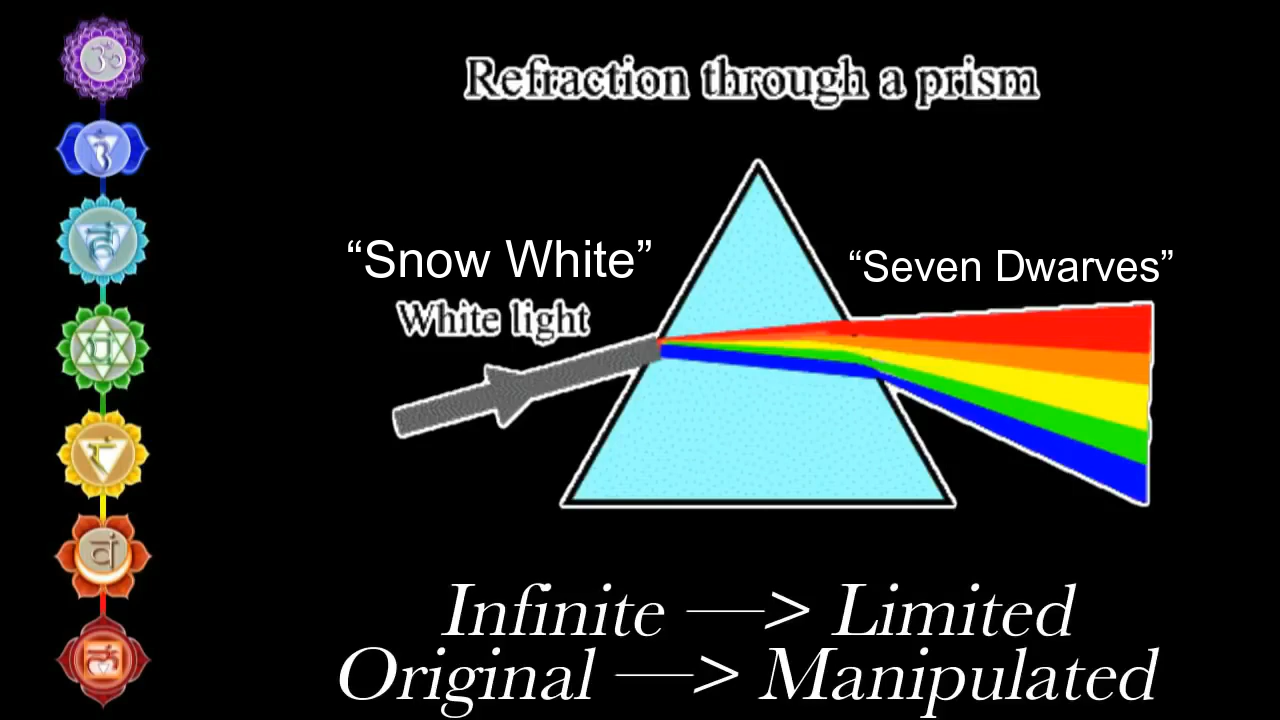 ॐ
Refraction through a prism
“Snow White”
“Seven Dwarves”
White light
हं
यं
रं
वं
लं
Infinite —> Limited
Original —> Manipulated